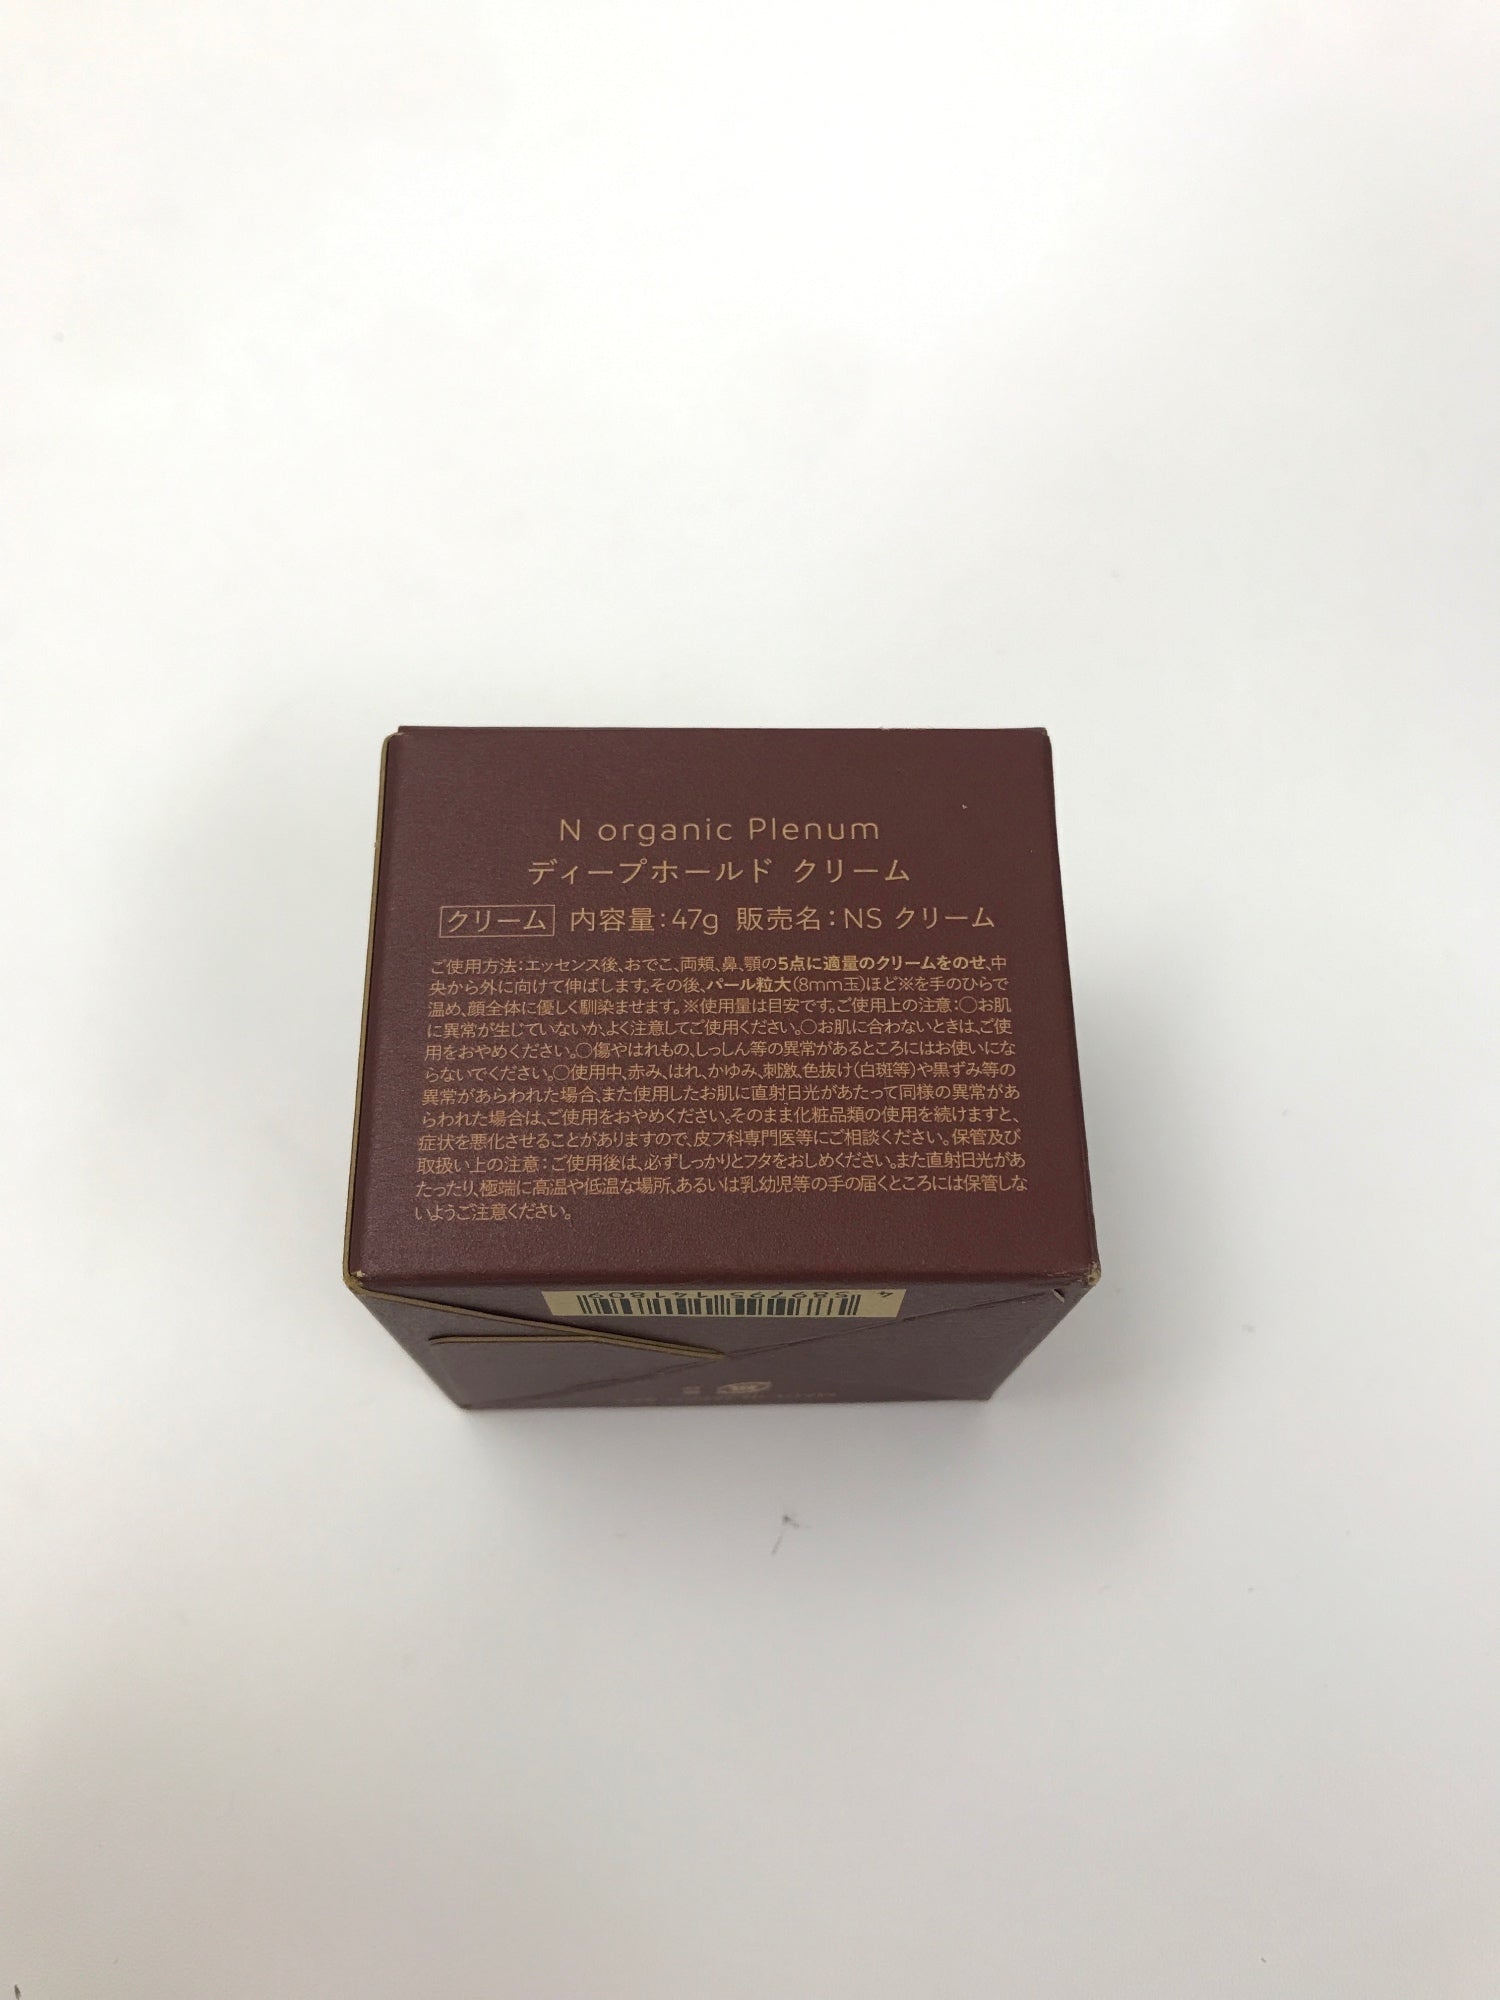 N organic Plenum
ディープホールド クリーム
クリーム 内容量:47g 販売名:NS クリーム
ご使用方法:エッセンス後、おでこ、両頬、鼻、顎の5点に適量のクリームをのせ、中
央から外に向けて伸ばします。その後、パール粒大(8mm玉)ほど※を手のひらで
温め、顔全体に優しく馴染ませます。※使用量は目安です。ご使用上の注意:○お肌
に異常が生じていないか、よく注意してご使用ください。○お肌に合わないときは、ご使
用をおやめください。○傷やはれもの、しっしん等の異常があるところにはお使いにな
らないでください。○使用中、赤み、はれ、かゆみ、刺激、色抜け(白斑等)や黒ずみ等の
異常があらわれた場合、また使用したお肌に直射日光があたって同様の異常があ
らわれた場合は、ご使用をおやめください。そのまま化粧品類の使用を続けますと、
症状を悪化させることがありますので、皮フ科専門医等にご相談ください。保管及び
取扱い上の注意:ご使用後は、必ずしっかりとフタをおしめください。また直射日光があ
たったり、極端に高温や低温な場所、あるいは乳幼児等の手の届くところには保管しな
いようご注意ください。
4 589795 141809